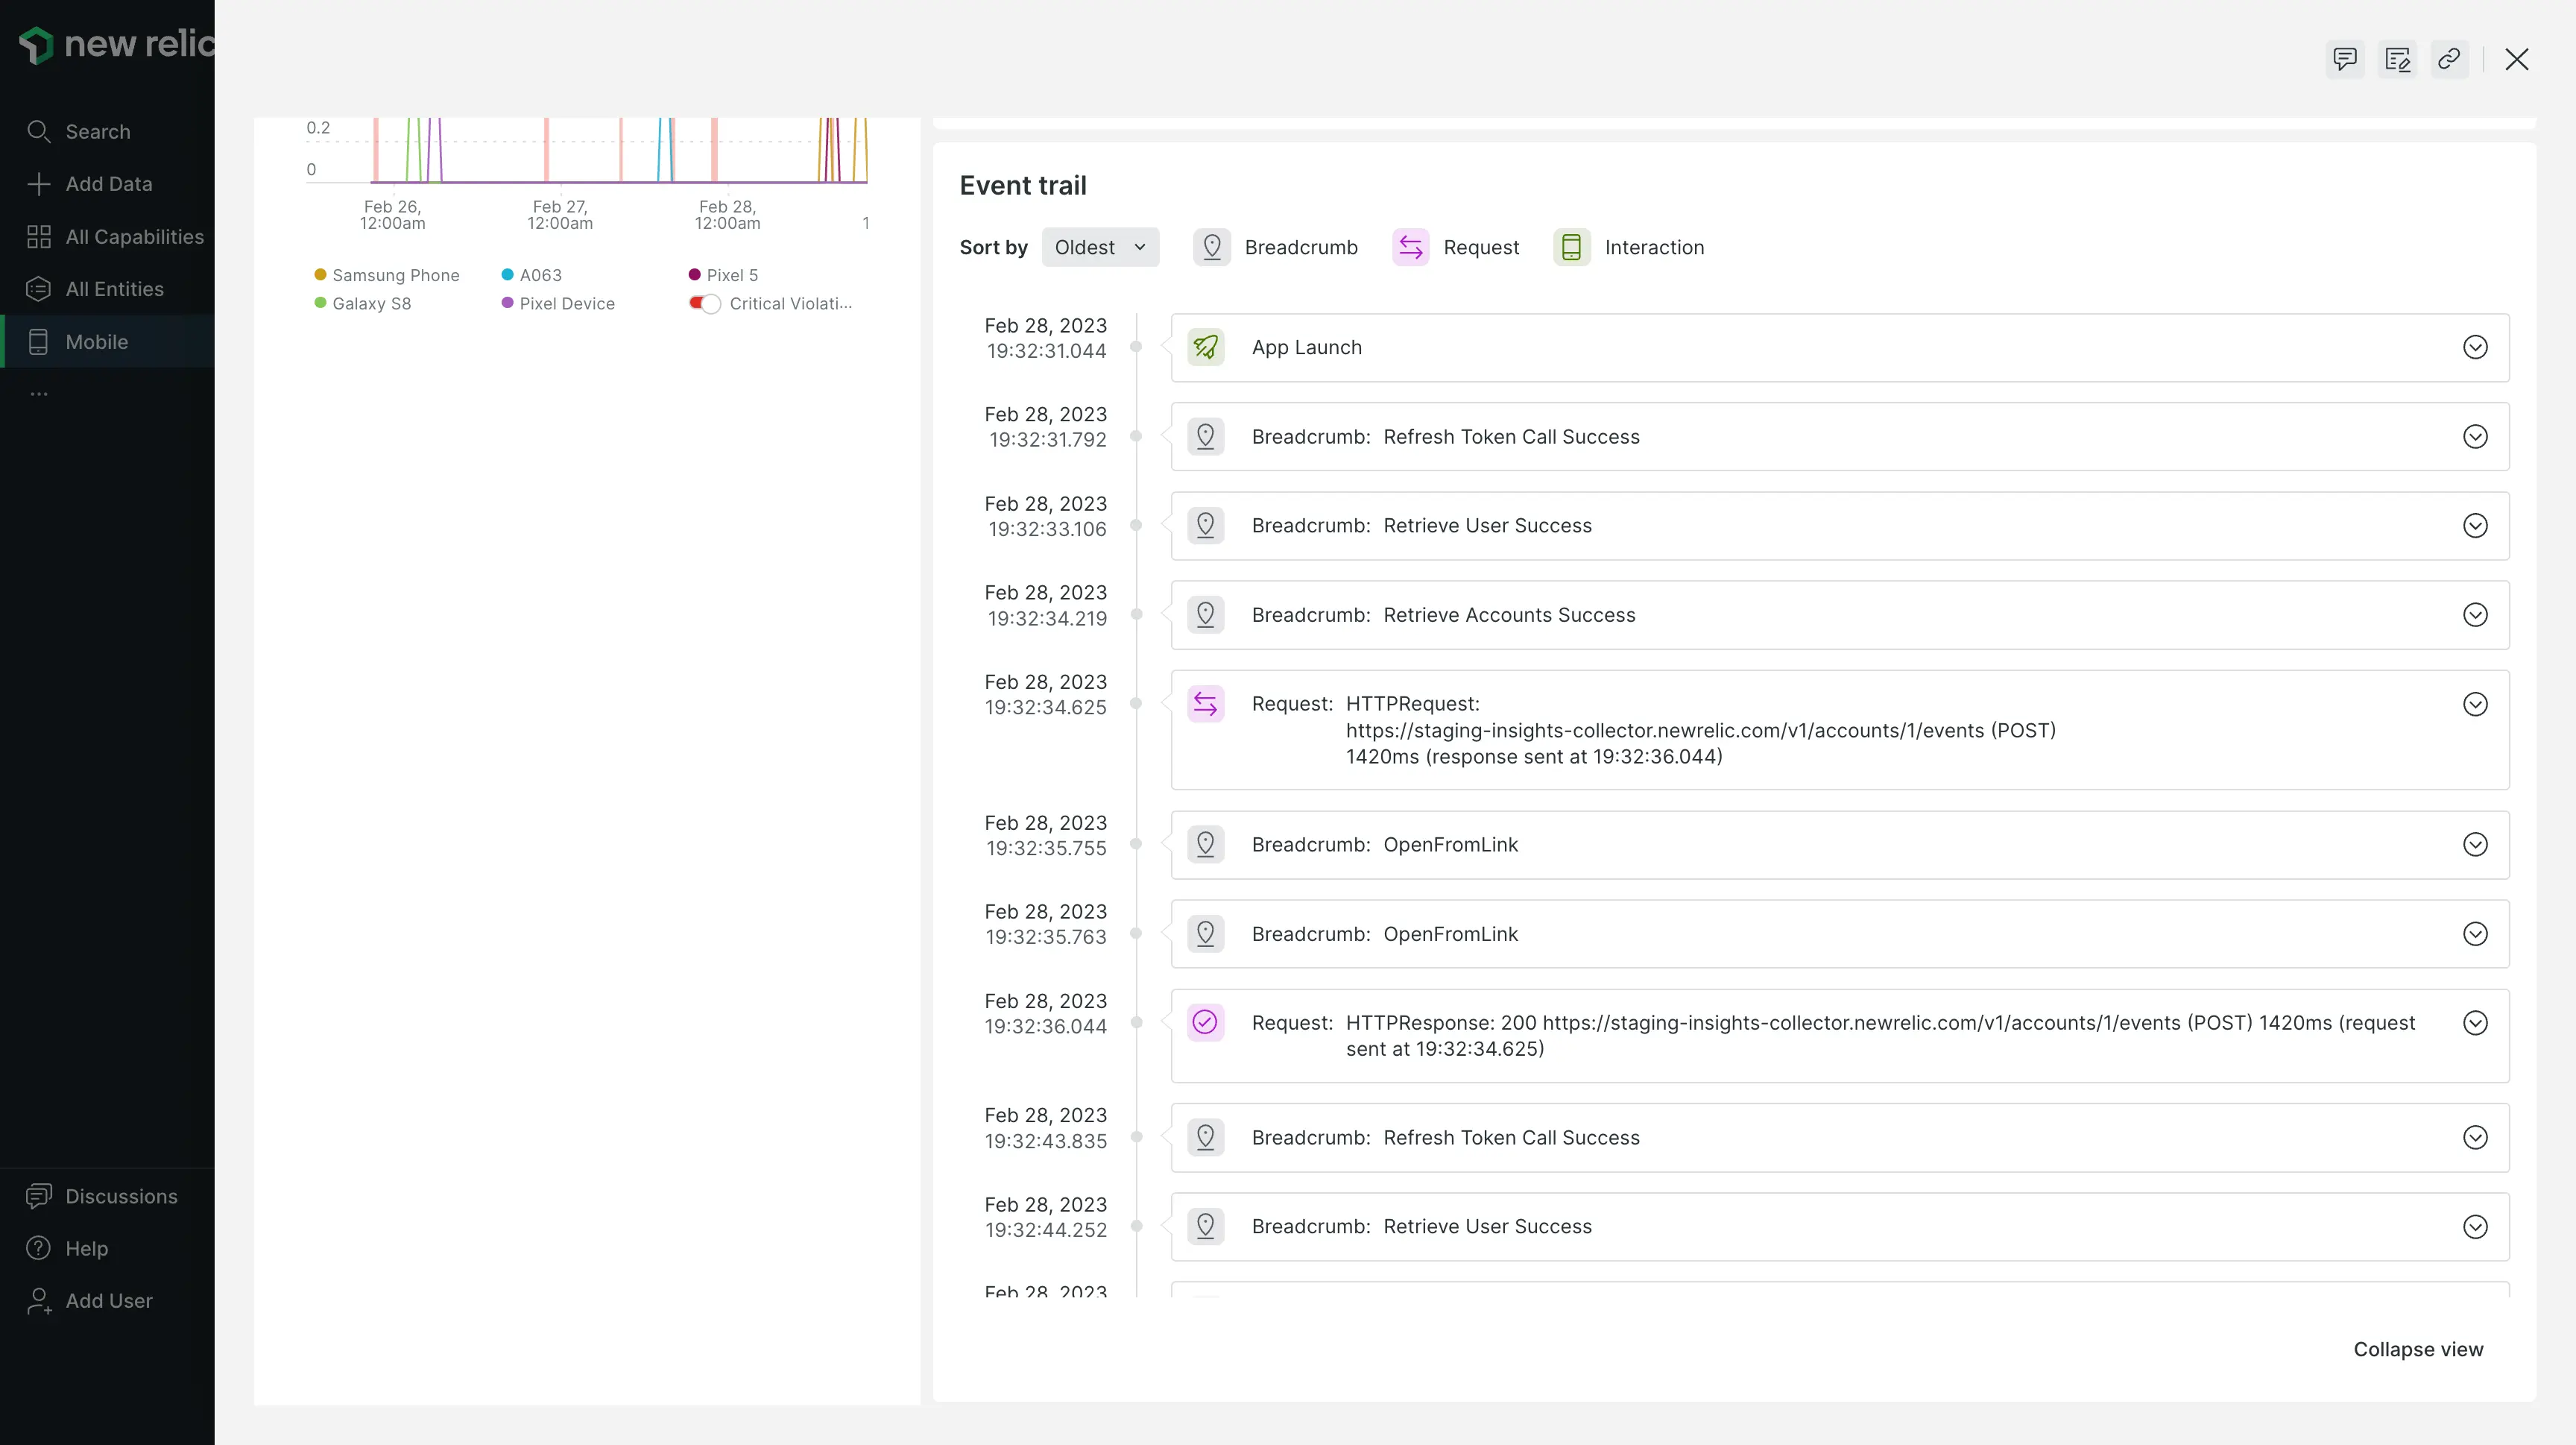 new relic
Search
Add Data
All Capabilities
All Entities
Mobile
...
Discussions
Help
Add User
0.2
0
Feb 26,
12:00am
Feb 27,
12:00am
Feb 28,
12:00am
1
Samsung Phone
A063
Pixel 5
Galaxy S8
Pixel Device
Critical Violati...
Event trail
Sort by
Oldest
Breadcrumb
Request
Interaction
Feb 28, 2023
19:32:31.044
App Launch
Feb 28, 2023
19:32:31.792
Breadcrumb: Refresh Token Call Success
Feb 28, 2023
19:32:33.106
Breadcrumb: Retrieve User Success
Feb 28, 2023
19:32:34.219
Breadcrumb: Retrieve Accounts Success
Feb 28, 2023
19:32:34.625
Request: HTTPRequest:
https://staging-insights-collector.newrelic.com/v1/accounts/1/events (POST)
1420ms (response sent at 19:32:36.044)
Feb 28, 2023
19:32:35.755
Breadcrumb: OpenFromLink
Feb 28, 2023
19:32:35.763
Breadcrumb: OpenFromLink
Feb 28, 2023
19:32:36.044
Request: HTTPResponse: 200 https://staging-insights-collector.newrelic.com/v1/accounts/1/events (POST) 1420ms (request
sent at 19:32:34.625)
Feb 28, 2023
19:32:43.835
Breadcrumb: Refresh Token Call Success
Feb 28, 2023
19:32:44.252
Breadcrumb: Retrieve User Success
Feb 28, 2023
Collapse view